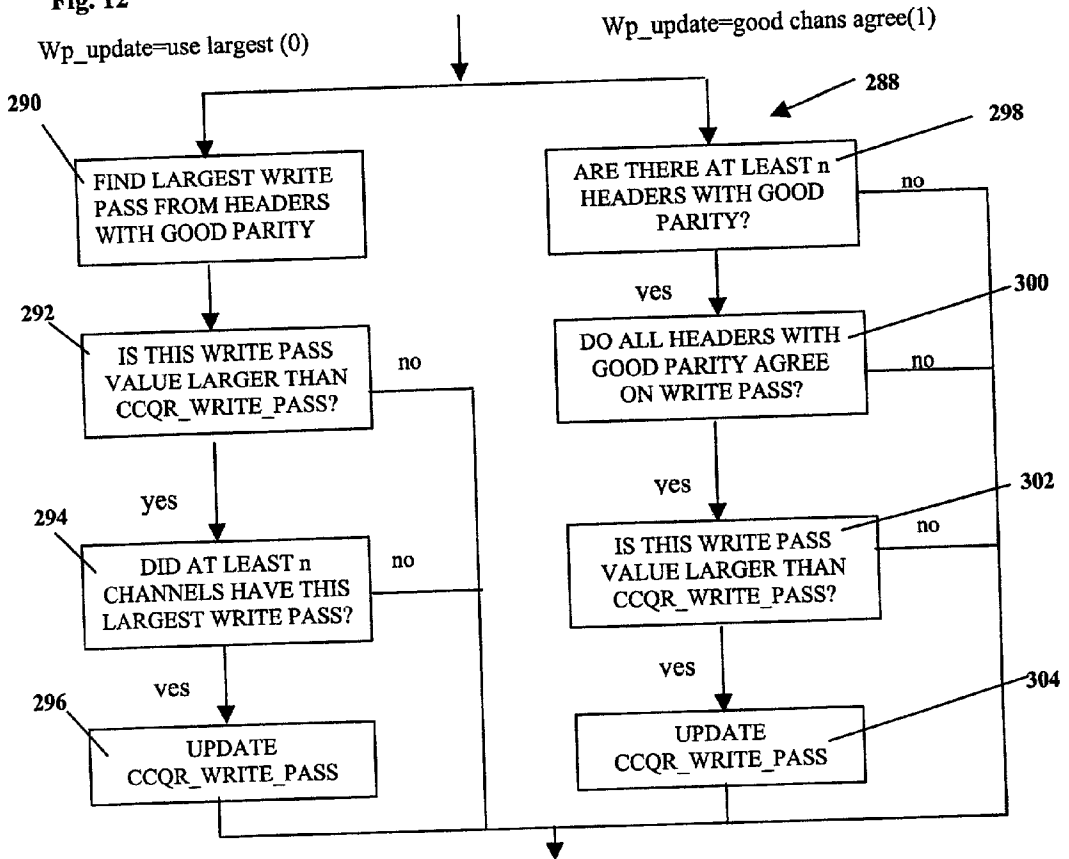 Fig. 12
Wp_update=use largest (0)
Wp_update=good chans agree(1)
288
290
FIND LARGEST WRITE
PASS FROM HEADERS
WITH GOOD PARITY
292
IS THIS WRITE PASS
VALUE LARGER THAN
CCQR_WRITE_PASS?
no
yes
294
DID AT LEAST n
CHANNELS HAVE THIS
LARGEST WRITE PASS?
no
yes
296
UPDATE
CCQR_WRITE_PASS
298
ARE THERE AT LEAST n
HEADERS WITH GOOD
PARITY?
no
yes
300
DO ALL HEADERS WITH
GOOD PARITY AGREE
ON WRITE PASS?
no
yes
302
IS THIS WRITE PASS
VALUE LARGER THAN
CCQR_WRITE_PASS?
no
yes
304
UPDATE
CCQR_WRITE_PASS